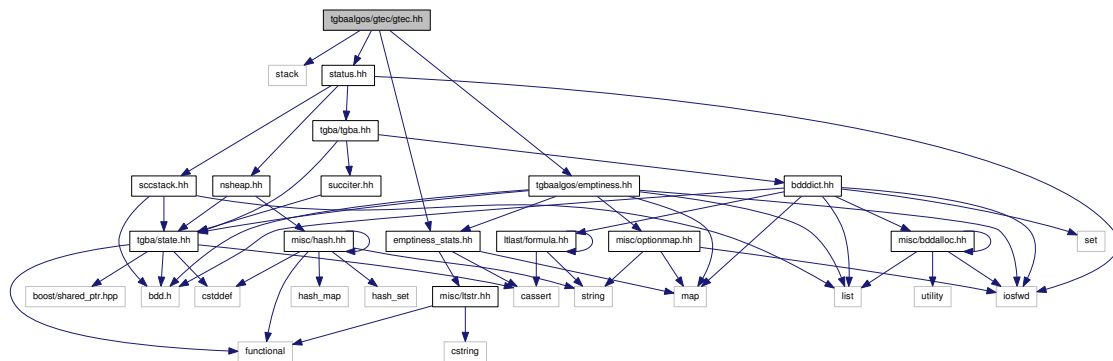 tgbaalgos/gtec/gtec.hh
stack
status.hh
tgba/tgba.hh
sccstack.hh
nsheap.hh
succiter.hh
tgbaalgos/emptiness.hh
bdddict.hh
tgba/state.hh
misc/hash.hh
emptiness_stats.hh
ltlast/formula.hh
misc/optionmap.hh
misc/bddalloc.hh
set
boost/shared_ptr.hpp
bdd.h
cstddef
hash_map
hash_set
misc/ltstr.hh
cassert
string
map
list
utility
iosfwd
functional
cstring